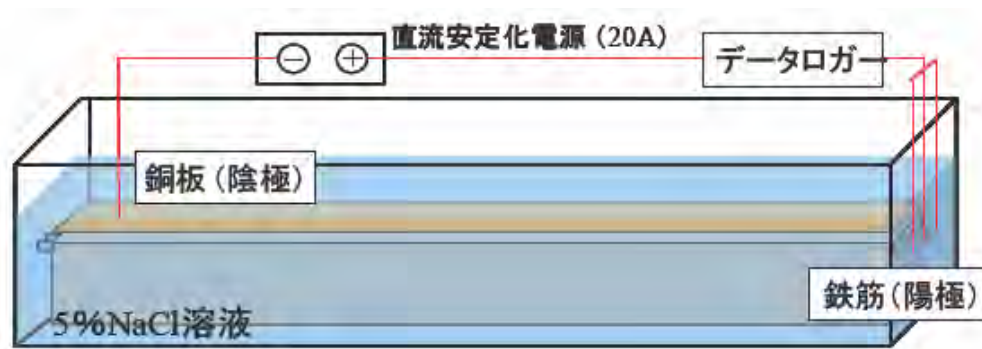 直流安定化電源（20A）
⊖ ⊕
データロガー
銅板（陰極）
鉄筋（陽極）
5%NaCl溶液